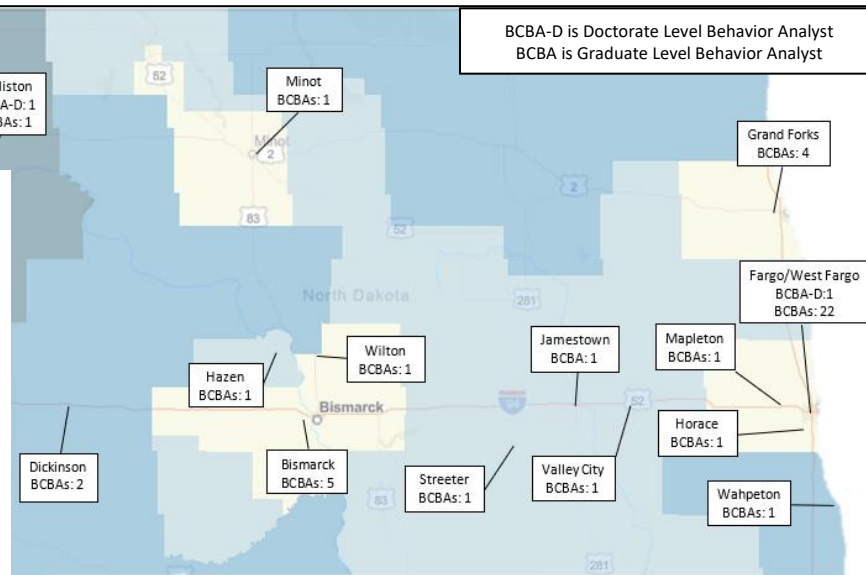 BCBA-D is Doctorate Level Behavior Analyst
BCBA is Graduate Level Behavior Analyst
liston
A-D: 1
BAs: 1
52
Minot
BCBAs: 1
Minot
2
83
52
2
Grand Forks
BCBAs: 4
North Dakota
281
Fargo/West Fargo
BCBA-D:1
BCBAs: 22
Hazen
BCBAs: 1
Wilton
BCBAs: 1
Jamestown
BCBA: 1
Mapleton
BCBAs: 1
Bismarck
94
52
Horace
BCBAs: 1
Dickinson
BCBAs: 2
Bismarck
BCBAs: 5
Streeter
BCBAs: 1
Valley City
BCBAs: 1
Wahpeton
BCBAs: 1
83
281